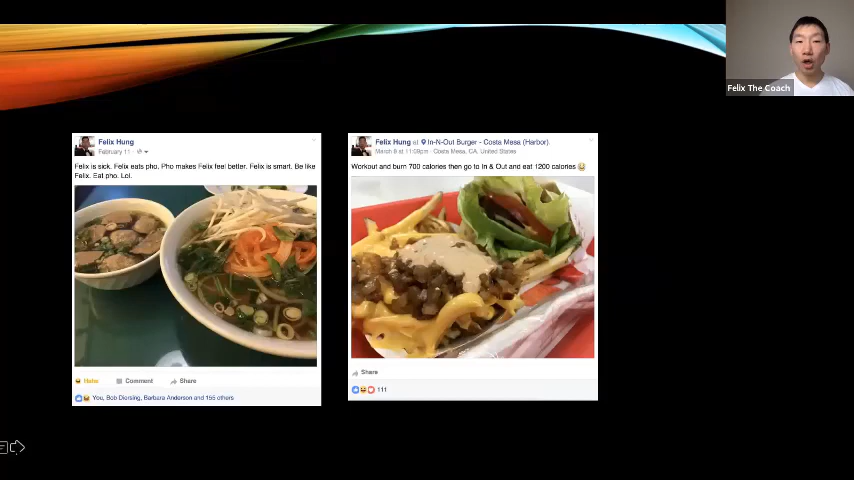 Felix The Coach
Felix Hung
February 11 ·
Felix is sick. Felix eats pho. Pho makes Felix feel better. Felix is smart. Be like
Felix. Eat pho. Lol.
Haha Comment Share
You, Bob Diorsing, Barbara Anderson and 155 others
Felix Hung at In-N-Out Burger - Costa Mesa (Harbor).
March 9 at 11:09pm · Costa Mesa, CA, United States
Workout and burn 700 calories then go to In & Out and eat 1200 calories
Share
111